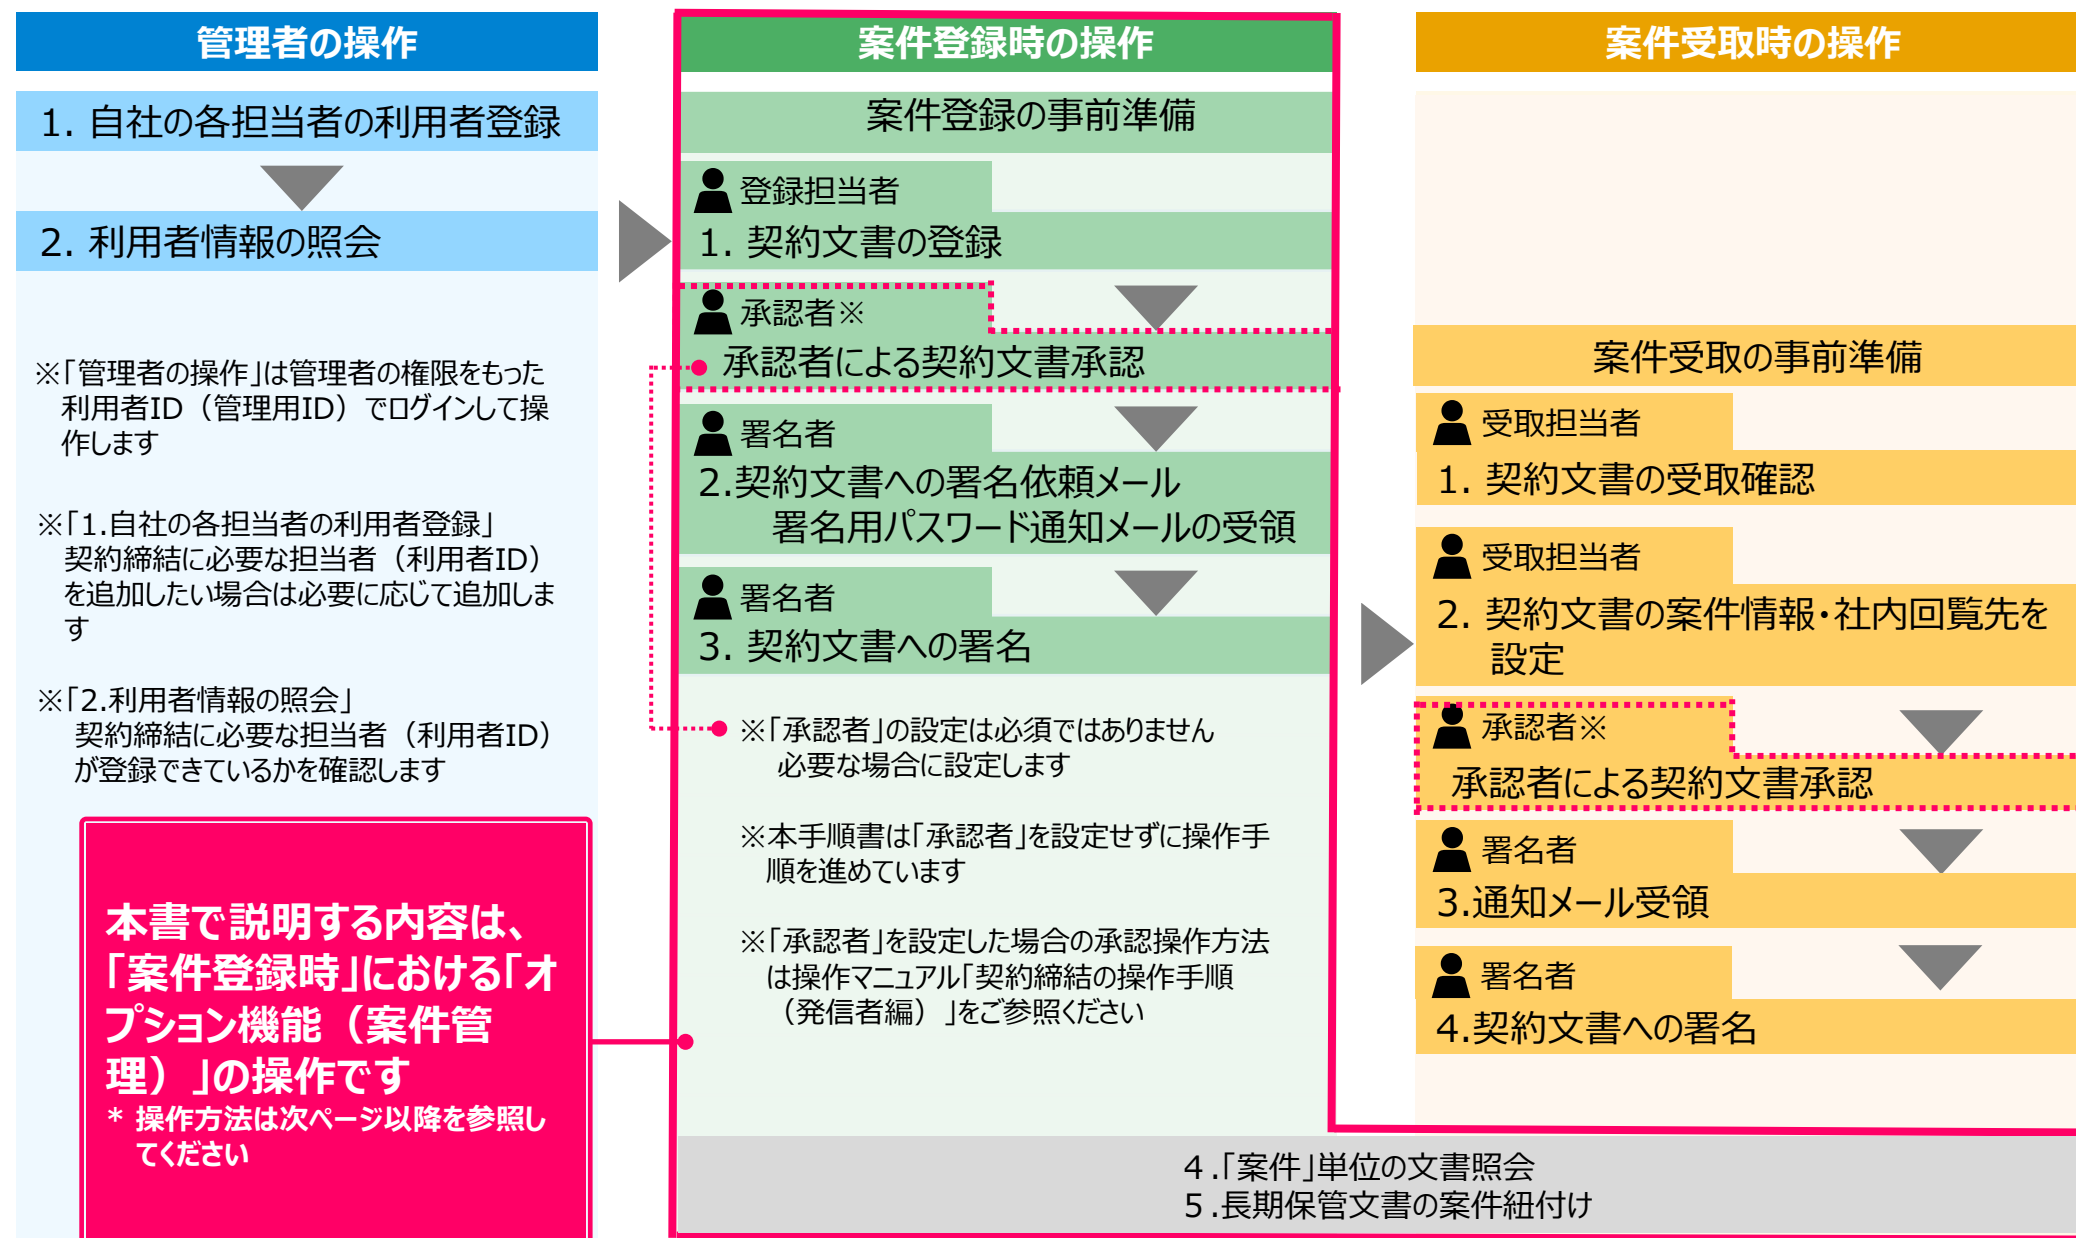 管理者の操作
1. 自社の各担当者の利用者登録
2. 利用者情報の照会
※「管理者の操作」は管理者の権限をもった
利用者ID（管理用ID）でログインして操
作します
※「1.自社の各担当者の利用者登録」
契約締結に必要な担当者（利用者ID）
を追加したい場合は必要に応じて追加しま
す
※「2.利用者情報の照会」
契約締結に必要な担当者（利用者ID）
が登録できているかを確認します
本書で説明する内容は、
「案件登録時」における「オ
プション機能（案件管
理）」の操作です
* 操作方法は次ページ以降を参照し
てください
案件登録時の操作
案件登録の事前準備
登録担当者
1. 契約文書の登録
承認者※
承認者による契約文書承認
署名者
2.契約文書への署名依頼メール
署名用パスワード通知メールの受領
署名者
3. 契約文書への署名
※「承認者」の設定は必須ではありません
必要な場合に設定します
※本手順書は「承認者」を設定せずに操作手
順を進めています
※「承認者」を設定した場合の承認操作方法
は操作マニュアル「契約締結の操作手順
（発信者編）」をご参照ください
案件受取時の操作
案件受取の事前準備
受取担当者
1. 契約文書の受取確認
受取担当者
2. 契約文書の案件情報・社内回覧先を
設定
承認者※
承認者による契約文書承認
署名者
3.通知メール受領
署名者
4.契約文書への署名
４.「案件」単位の文書照会
５.長期保管文書の案件紐付け